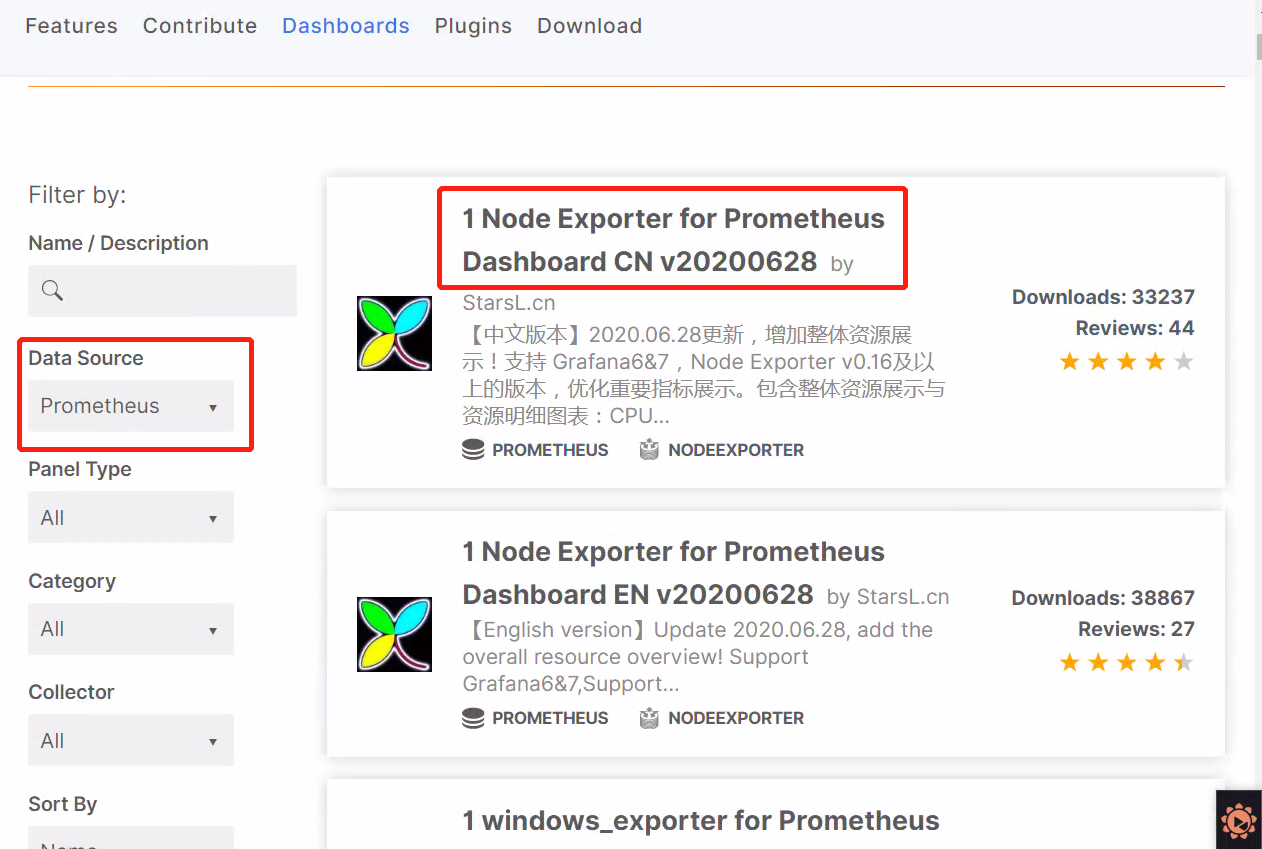 Features Contribute Dashboards Plugins Download
Filter by:
Name / Description
Data Source
Prometheus
Panel Type
All
Category
All
Collector
All
Sort By
1 Node Exporter for Prometheus
Dashboard CN v20200628 by
StarsL.cn
【中文版本】2020.06.28更新，增加整体资源展
示！支持 Grafana6&7，Node Exporter v0.16及以
上的版本，优化重要指标展示。包含整体资源展示与
资源明细图表：CPU...
PROMETHEUS NODEEXPORTER
Downloads: 33237
Reviews: 44
1 Node Exporter for Prometheus
Dashboard EN v20200628 by StarsL.cn
【English version】Update 2020.06.28, add the
overall resource overview! Support
Grafana6&7,Support...
PROMETHEUS NODEEXPORTER
Downloads: 38867
Reviews: 27
1 windows_exporter for Prometheus